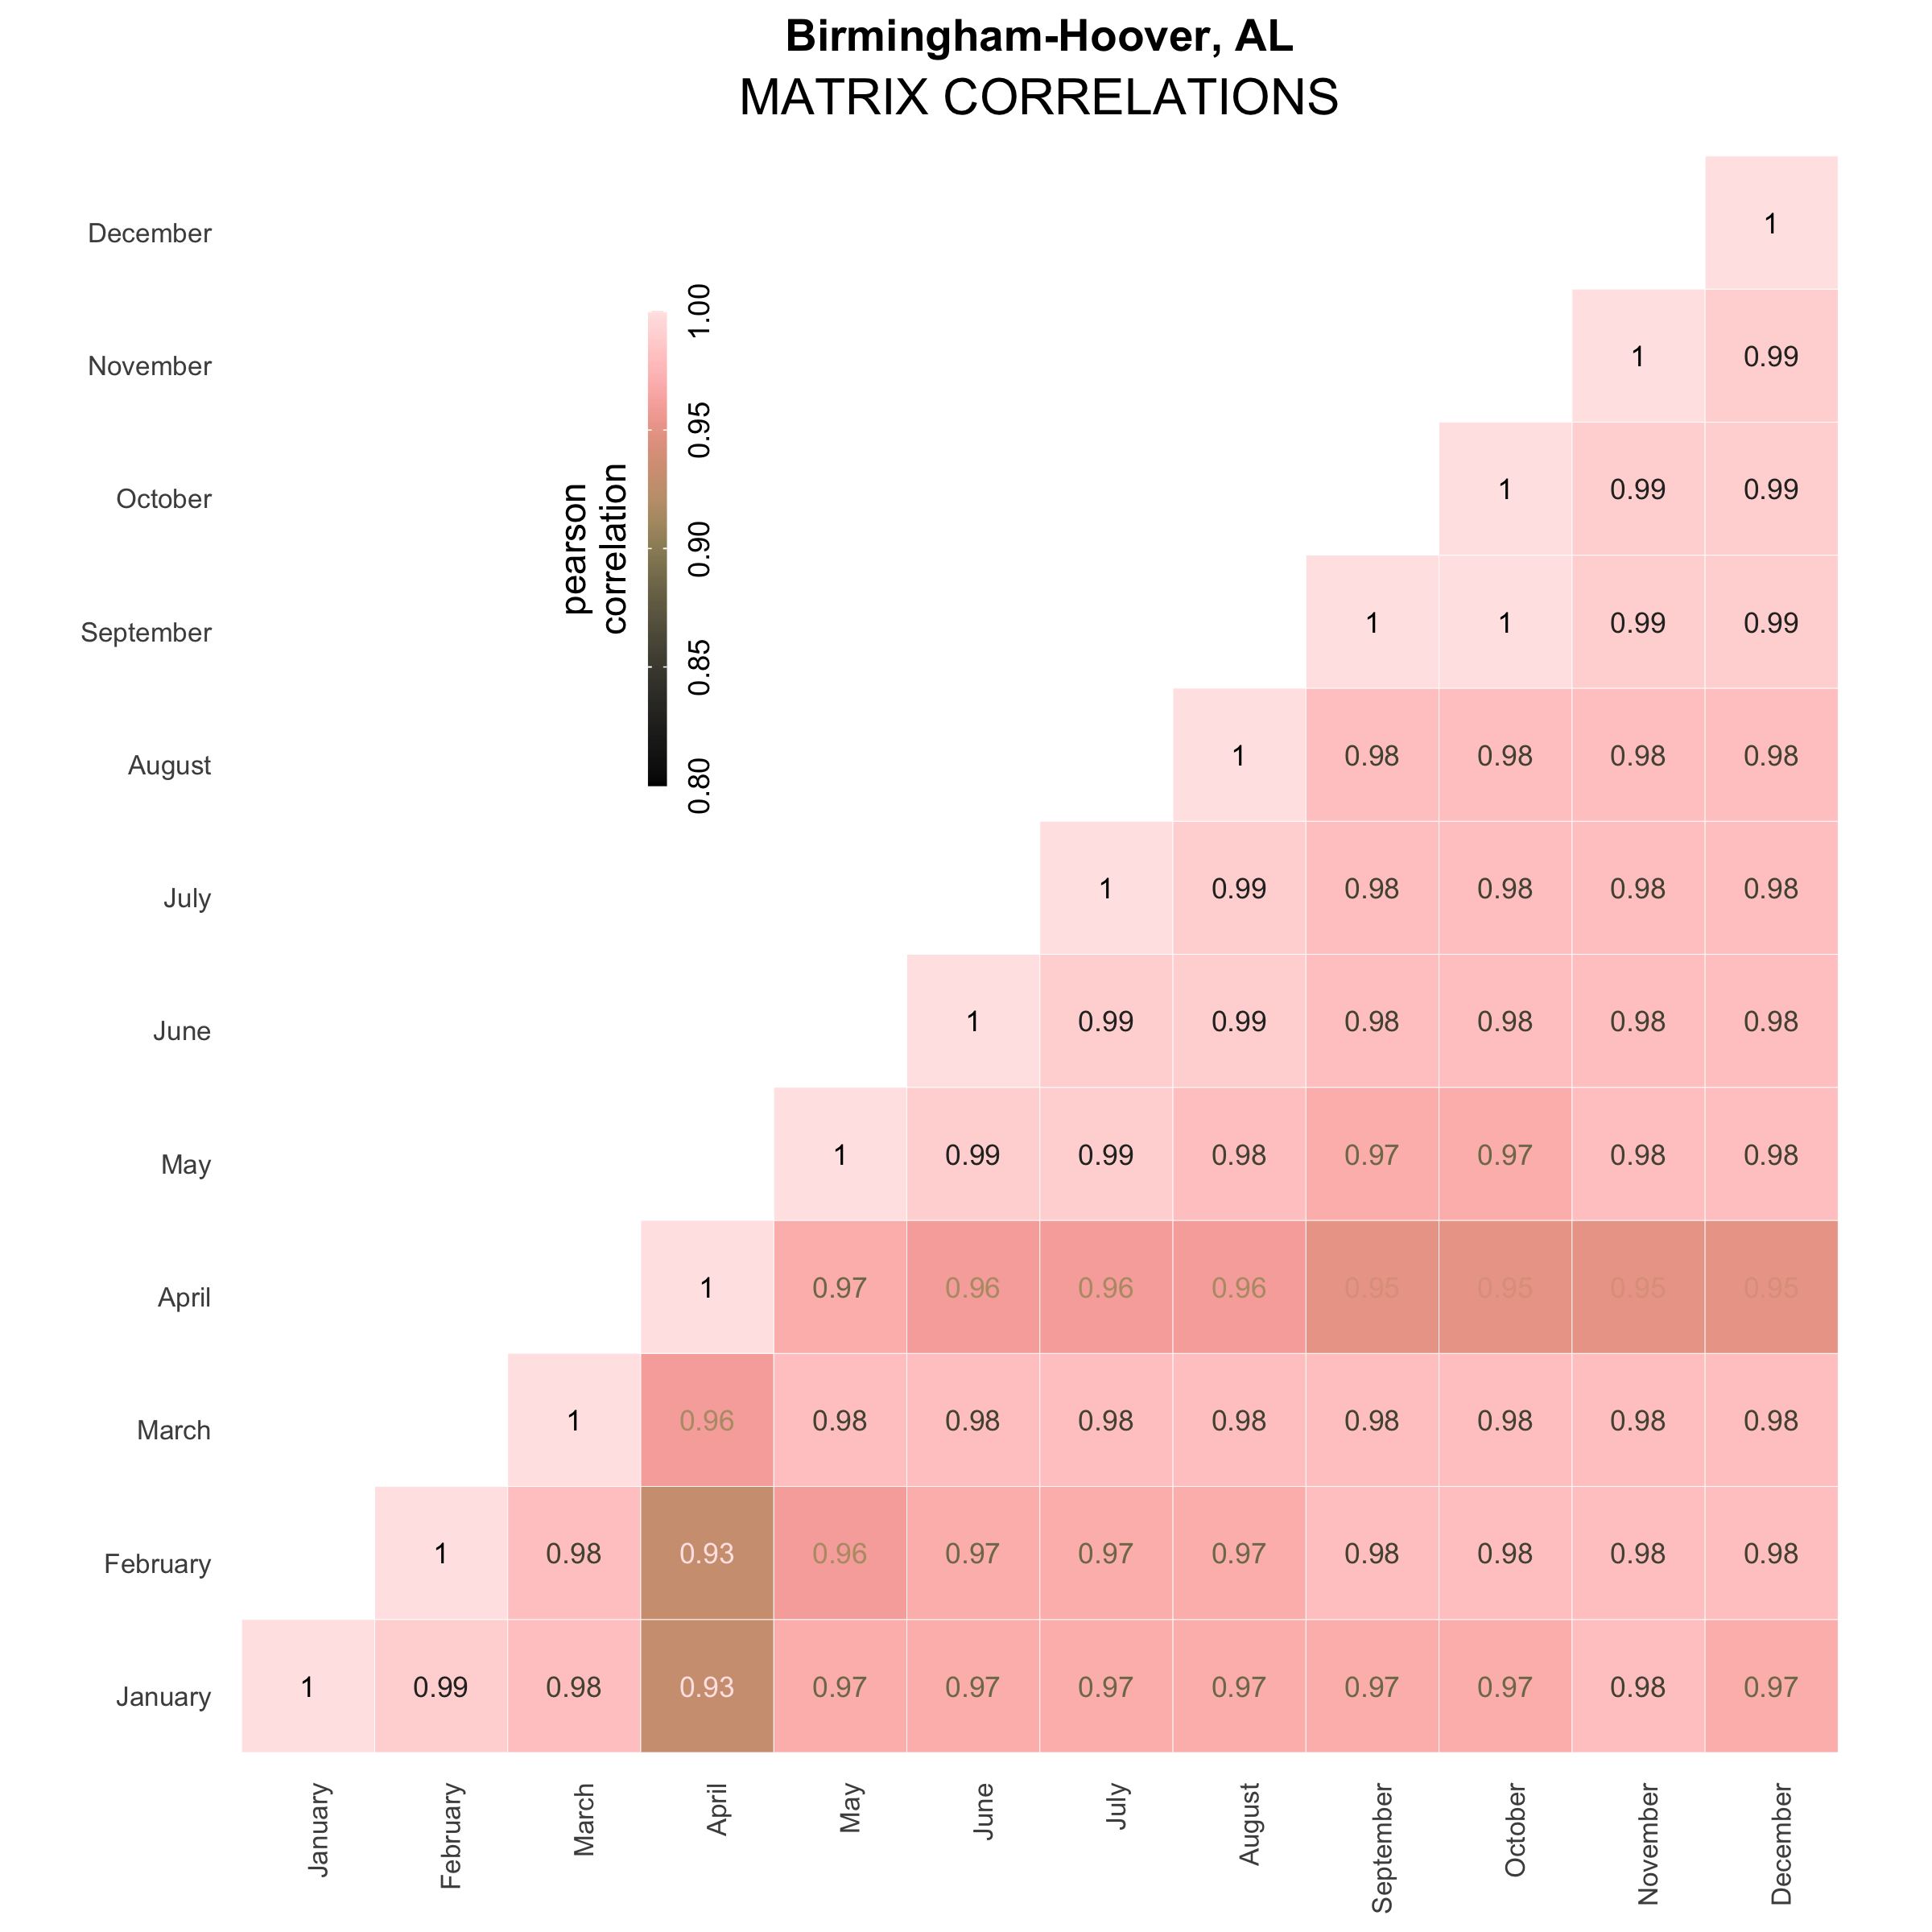 Birmingham-Hoover, AL
MATRIX CORRELATIONS
pearson
correlation
1.00
0.95
0.90
0.85
0.80
December 1
November 1 0.99
October 1 0.99 0.99
September 1 1 0.99 0.99
August 1 0.98 0.98 0.98 0.98
July 1 0.99 0.98 0.98 0.98 0.98
June 1 0.99 0.99 0.98 0.98 0.98 0.98
May 1 0.99 0.99 0.98 0.97 0.97 0.98 0.98
April 1 0.97 0.96 0.96 0.96 0.95 0.95 0.95 0.95
March 1 0.96 0.98 0.98 0.98 0.98 0.98 0.98 0.98 0.98
February 1 0.98 0.93 0.96 0.97 0.97 0.97 0.98 0.98 0.98 0.98
January 1 0.99 0.98 0.93 0.97 0.97 0.97 0.97 0.97 0.97 0.98 0.97
January February March April May June July August September October November December